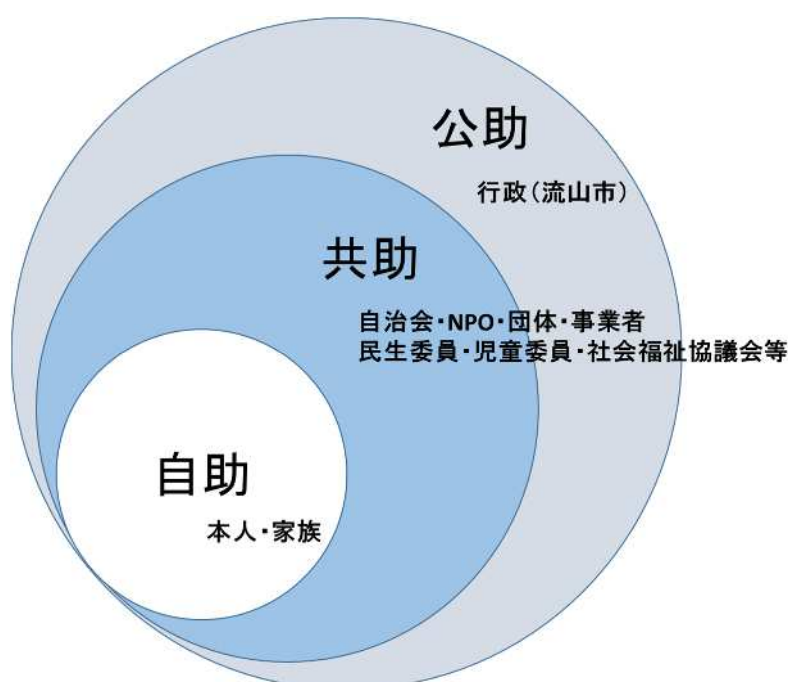 公助
行政(流山市)
共助
自治会・NPO・団体・事業者
民生委員・児童委員・社会福祉協議会等
自助
本人・家族